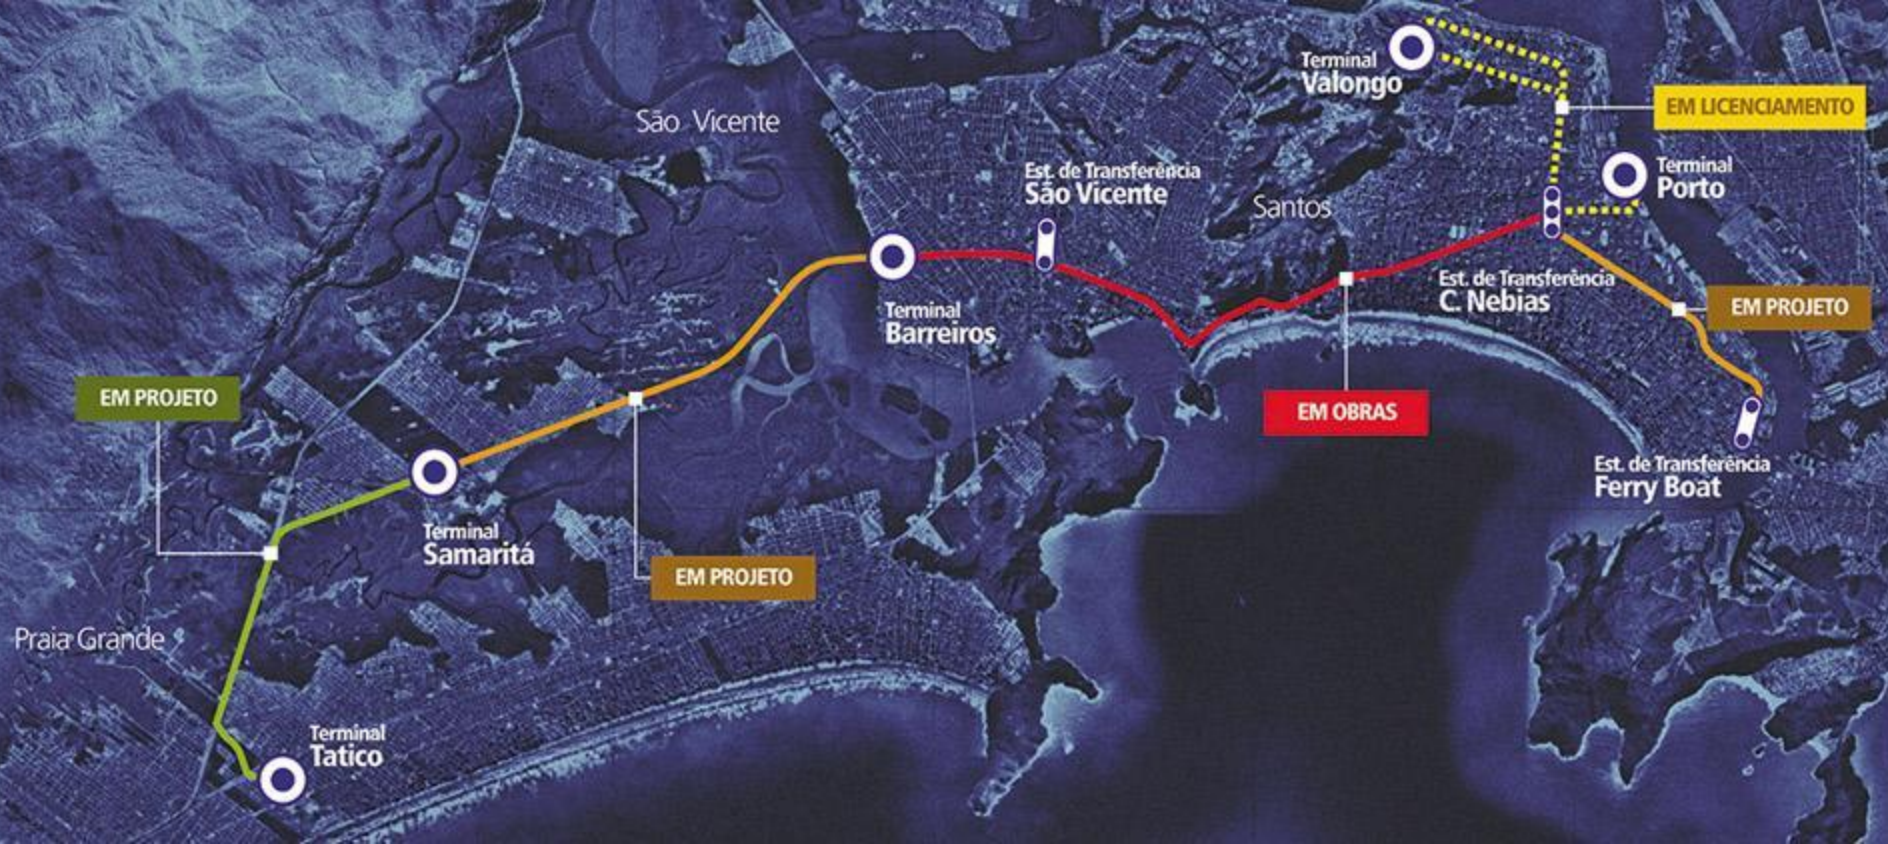 Terminal
Valongo
EM LICENCIAMENTO
São Vicente
Est. de Transferência
São Vicente
Terminal
Porto
Santos
Est. de Transferência
C. Nebias
EM PROJETO
Terminal
Barreiros
EM PROJETO
EM OBRAS
Est. de Transferência
Ferry Boat
Terminal
Samaritá
EM PROJETO
Praia Grande
Terminal
Tatico